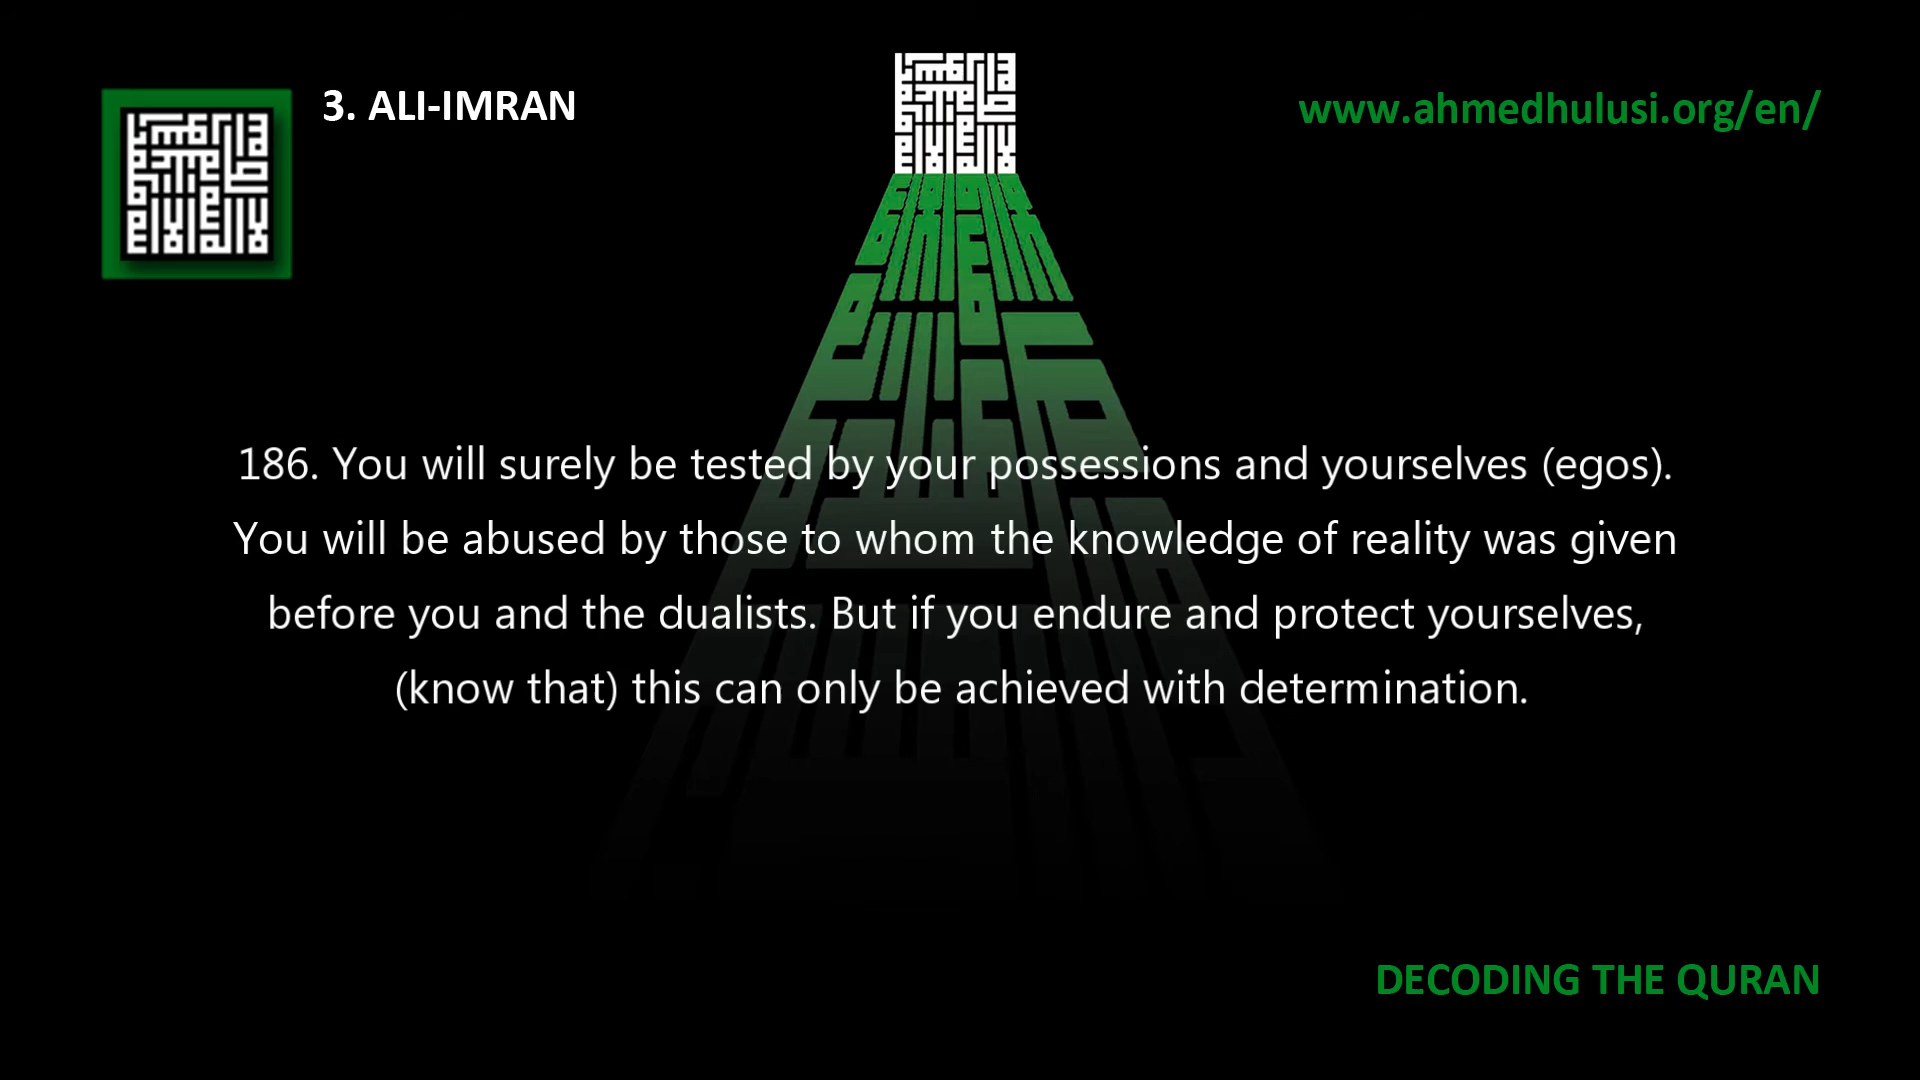 3. ALI-IMRAN
www.ahmedhulusi.org/en/
186. You will surely be tested by your possessions and yourselves (egos).
You will be abused by those to whom the knowledge of reality was given
before you and the dualists. But if you endure and protect yourselves,
(know that) this can only be achieved with determination.
DECODING THE QURAN